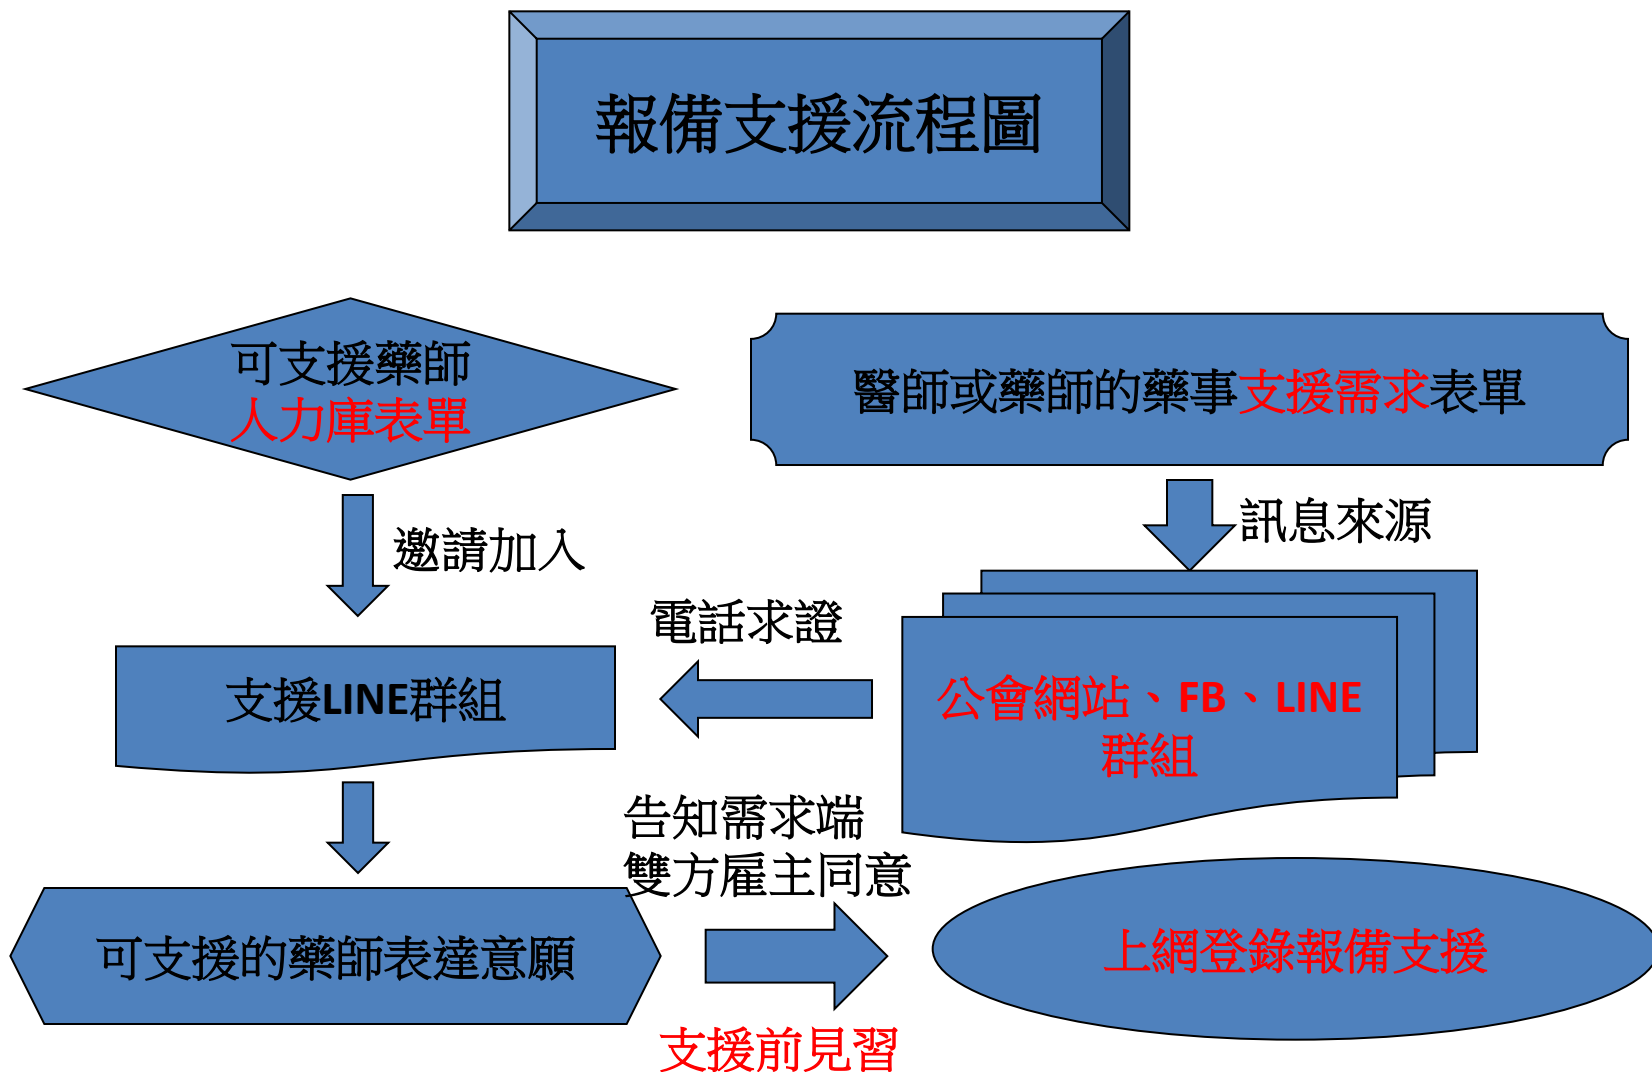 報備支援流程圖
可支援藥師
人力庫表單
醫師或藥師的藥事支援需求表單
邀請加入
訊息來源
電話求證
支援LINE群組
公會網站、FB、LINE
群組
告知需求端
雙方雇主同意
可支援的藥師表達意願
上網登錄報備支援
支援前見習